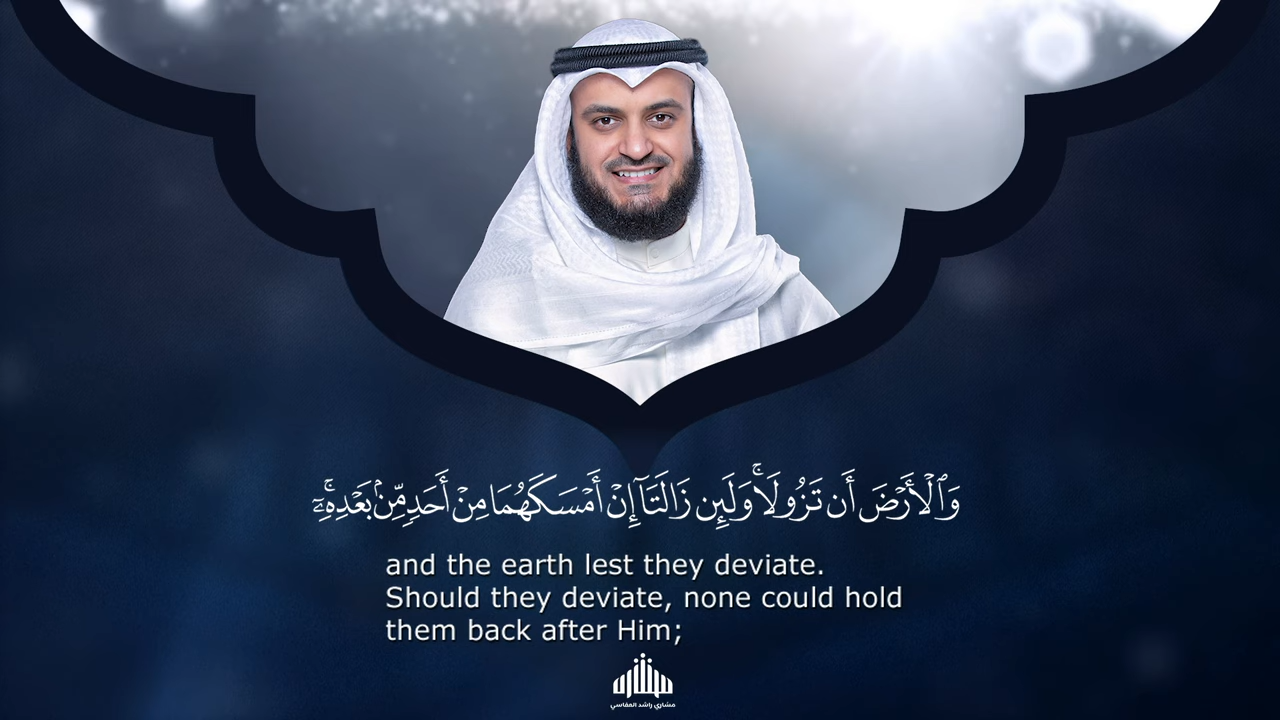 وَٱلْأَرْضَ أَن تَزُولَا ۚ وَلَئِن زَالَتَآ إِنْ أَمْسَكَهُمَا مِنْ أَحَدٍ مِّنۢ بَعْدِهِۦٓ ۚ
and the earth lest they deviate.
Should they deviate, none could hold
them back after Him;
مشاري راشد العفاسي